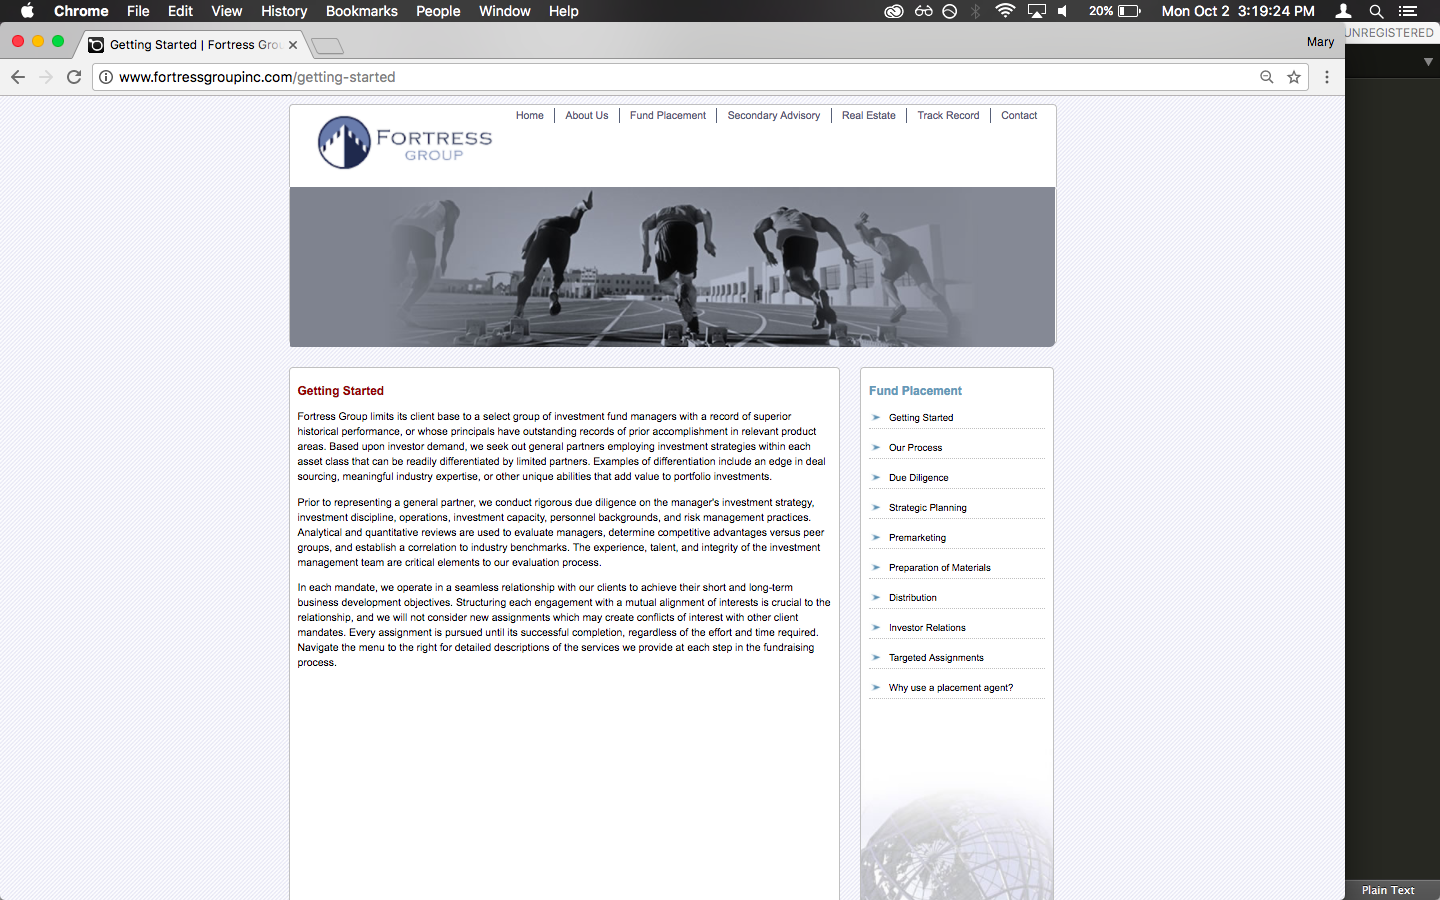 Chrome File Edit View History Bookmarks People Window Help 20% Mon Oct 2 3:19:24 PM
UNREGISTERED
Getting Started | Fortress Grou
Mary
www.fortressgroupinc.com/getting-started
Home About Us Fund Placement Secondary Advisory Real Estate Track Record Contact
FORTRESS
GROUP
Getting Started
Fortress Group limits its client base to a select group of investment fund managers with a record of superior
historical performance, or whose principals have outstanding records of prior accomplishment in relevant product
areas. Based upon investor demand, we seek out general partners employing investment strategies within each
asset class that can be readily differentiated by limited partners. Examples of differentiation include an edge in deal
sourcing, meaningful industry expertise, or other unique abilities that add value to portfolio investments.
Prior to representing a general partner, we conduct rigorous due diligence on the manager's investment strategy,
investment discipline, operations, investment capacity, personnel backgrounds, and risk management practices.
Analytical and quantitative reviews are used to evaluate managers, determine competitive advantages versus peer
groups, and establish a correlation to industry benchmarks. The experience, talent, and integrity of the investment
management team are critical elements to our evaluation process.
In each mandate, we operate in a seamless relationship with our clients to achieve their short and long-term
business development objectives. Structuring each engagement with a mutual alignment of interests is crucial to the
relationship, and we will not consider new assignments which may create conflicts of interest with other client
mandates. Every assignment is pursued until its successful completion, regardless of the effort and time required.
Navigate the menu to the right for detailed descriptions of the services we provide at each step in the fundraising
process.
Fund Placement
Getting Started
Our Process
Due Diligence
Strategic Planning
Premarketing
Preparation of Materials
Distribution
Investor Relations
Targeted Assignments
Why use a placement agent?
Plain Text